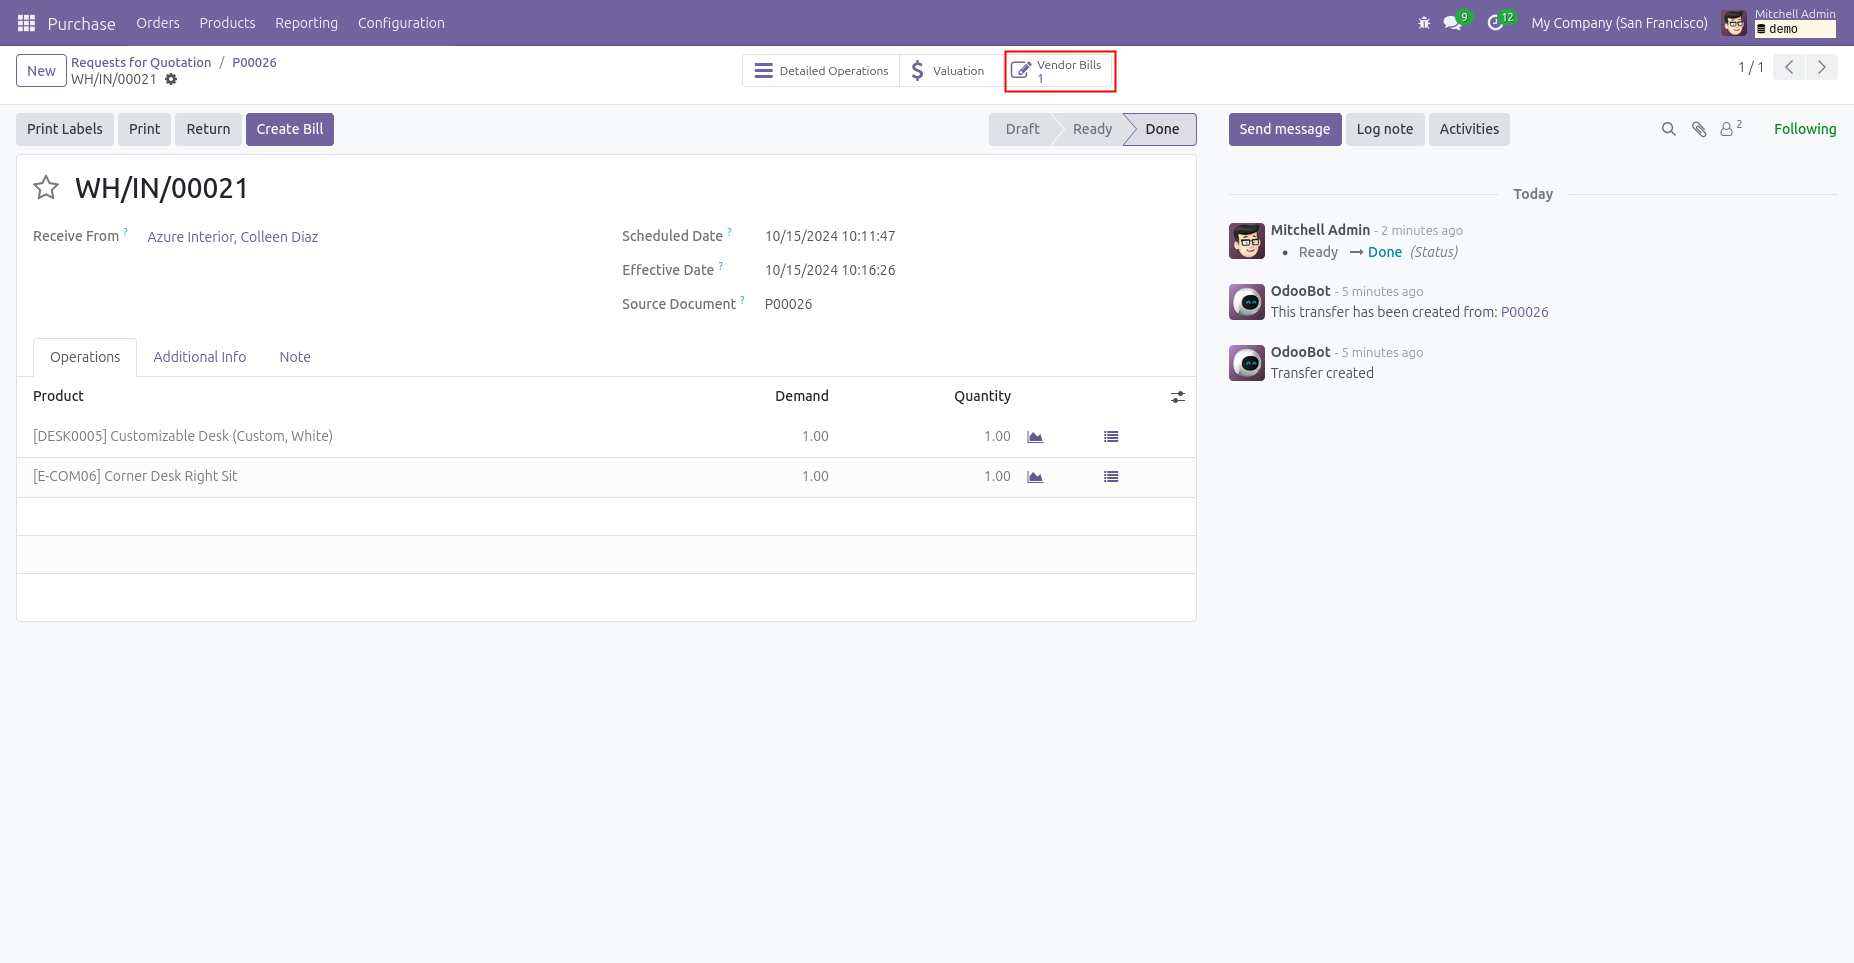 Purchase Orders Products Reporting Configuration 9 12 My Company (San Francisco) Mitchell Admin
demo
New Requests for Quotation / P00026
WH/IN/00021
Detailed Operations Valuation Vendor Bills
1
1 / 1
Print Labels Print Return Create Bill Draft Ready Done
Send message Log note Activities 2 Following
WH/IN/00021
Receive From ? Azure Interior, Colleen Diaz
Scheduled Date ? 10/15/2024 10:11:47
Effective Date ? 10/15/2024 10:16:26
Source Document ? P00026
Operations Additional Info Note
Product Demand Quantity
[DESK0005] Customizable Desk (Custom, White) 1.00 1.00
[E-COM06] Corner Desk Right Sit 1.00 1.00
Today
Mitchell Admin - 2 minutes ago
• Ready → Done (Status)
OdooBot - 5 minutes ago
This transfer has been created from: P00026
OdooBot - 5 minutes ago
Transfer created